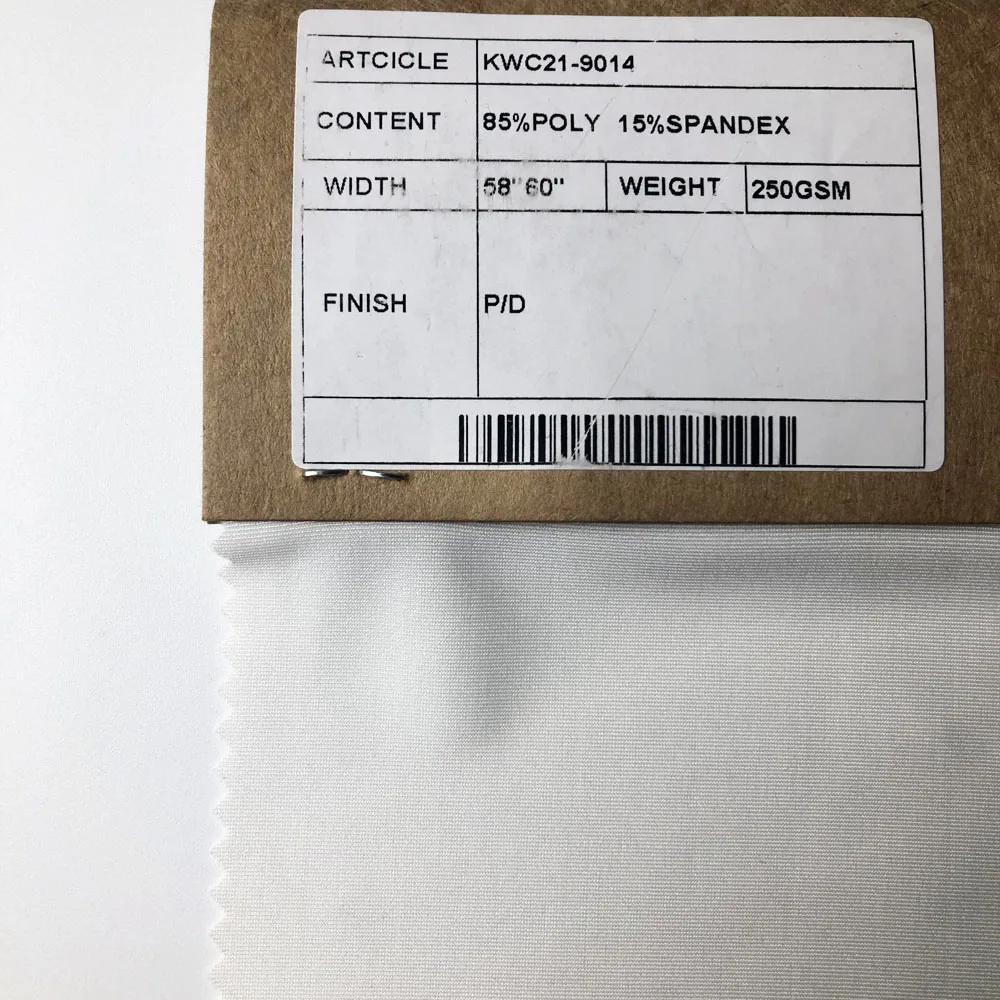 ARTCICLE KWC21-9014
CONTENT 85%POLY 15%SPANDEX
WIDTH 58"60" WEIGHT 250GSM
FINISH P/D